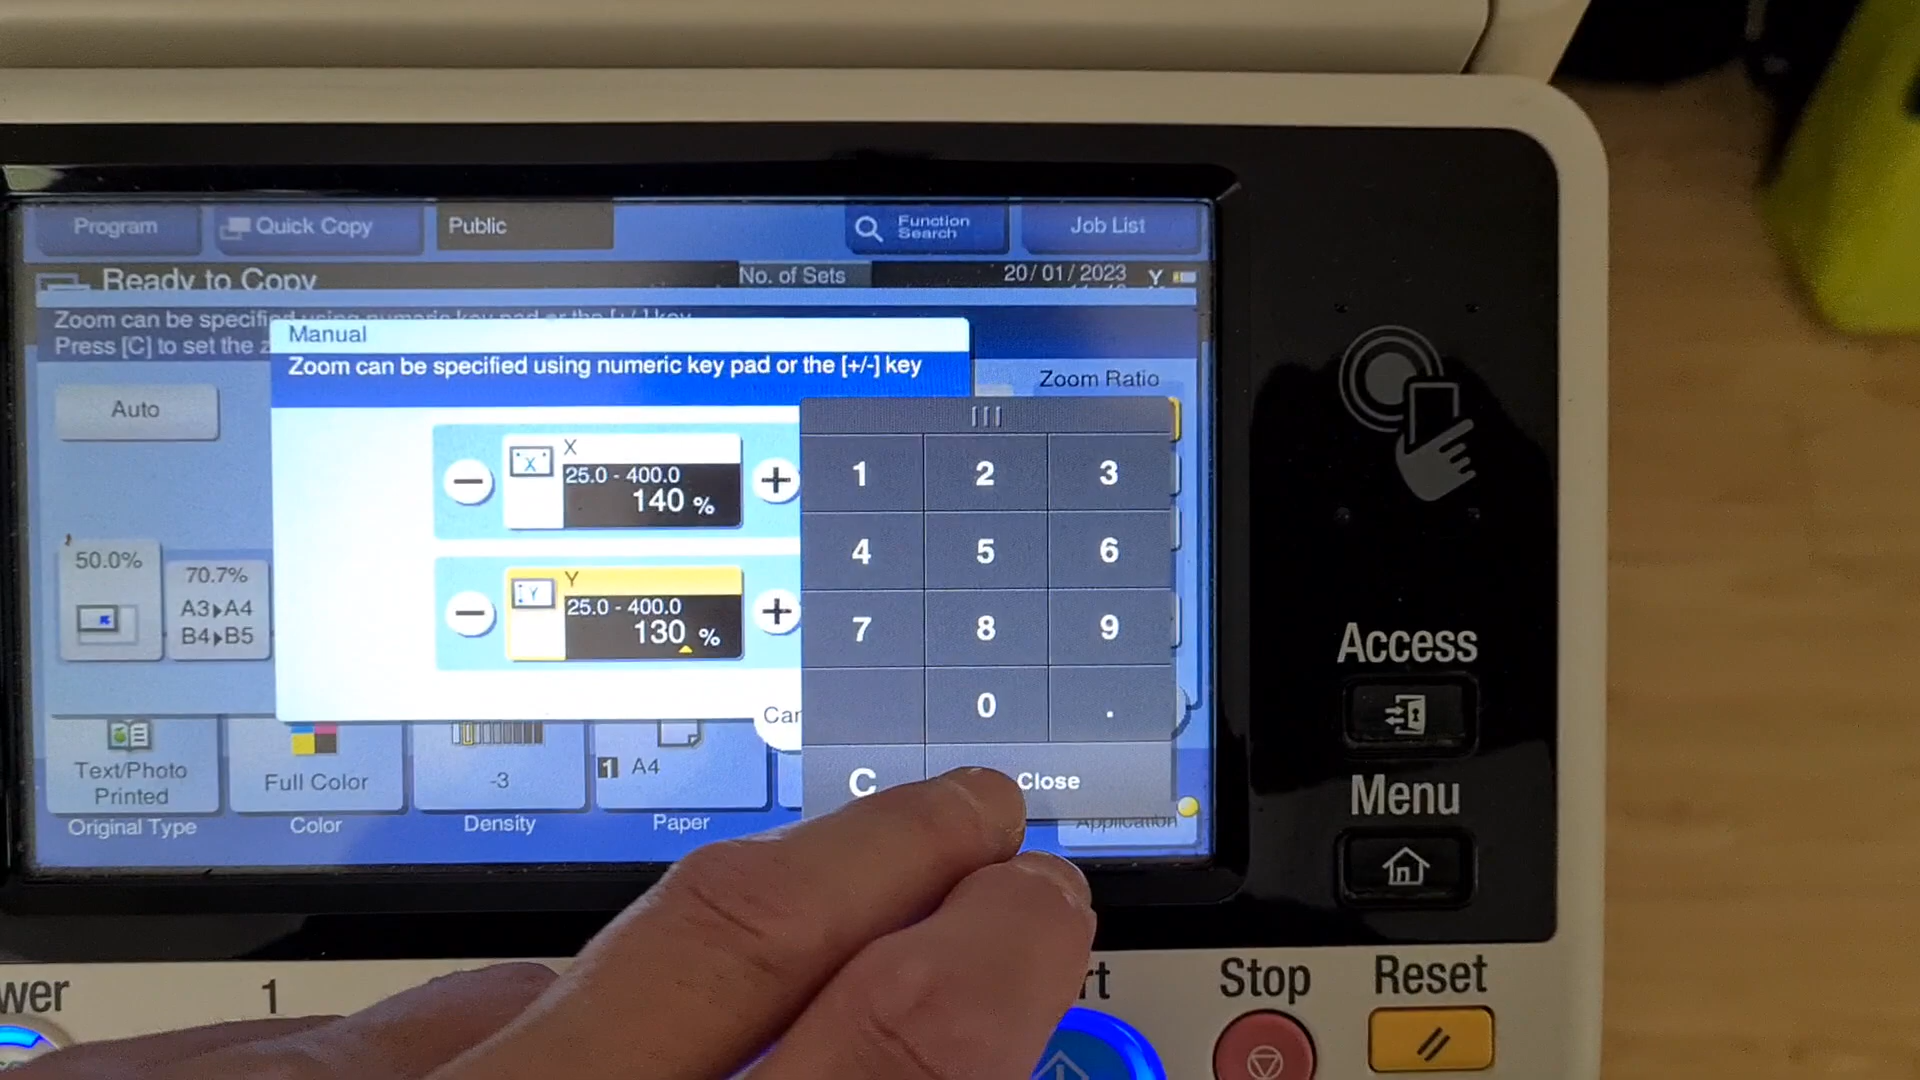 Program
Quick Copy
Public
Function
Search
Job List
Ready to Copy
No. of Sets
20/01/2023
Y
Zoom can be specified using numeric key pad or the [+/-] key
Press [C] to set the z
Manual
Zoom can be specified using numeric key pad or the [+/-] key
Zoom Ratio
Auto
X
X
25.0 - 400.0
140 %
Y
Y
25.0 - 400.0
130 %
50.0%
70.7%
A3▸A4
B4▸B5
Can
1 2 3
4 5 6
7 8 9
0 .
C Close
Text/Photo
Printed
Original Type
Full Color
Color
-3
Density
1 A4
Paper
Application
Access
Menu
wer
1
rt
Stop
Reset